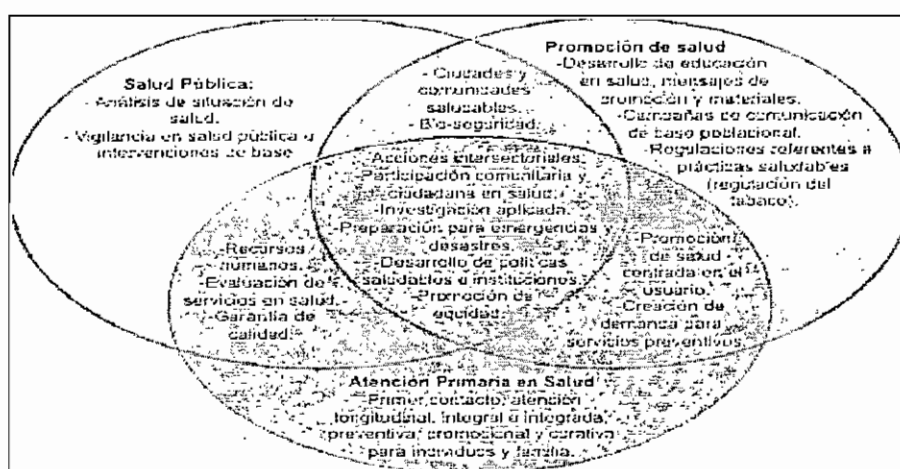 Salud Pública:
- Análisis de situación de
salud.
- Vigilancia en salud pública o
intervenciones de base
- Ciudades y
comunidades
saludables.
- Bio-seguridad.
Promoción de salud
- Desarrollo de educación
en salud, mensajes de
promoción y materiales.
- Campañas de comunicación
de base poblacional.
- Regulaciones referentes a
prácticas saludables
(regulación del
tabaco).
- Acciones intersectoriales.
- Participación comunitaria y
ciudadana en salud.
- Investigación aplicada.
- Preparación para emergencias y
desastres.
- Desarrollo de políticas
saludables e instituciones.
- Promoción de
equidad.
- Recursos
humanos.
- Evaluación de
servicios en salud.
- Garantía de
calidad.
- Promoción
de salud
centrada en el
usuario.
- Creación de
demanda para
servicios preventivos
Atención Primaria en Salud
Primer contacto, atención
longitudinal, integral e integrada,
preventiva, promocional y curativa
para individuos y familia.